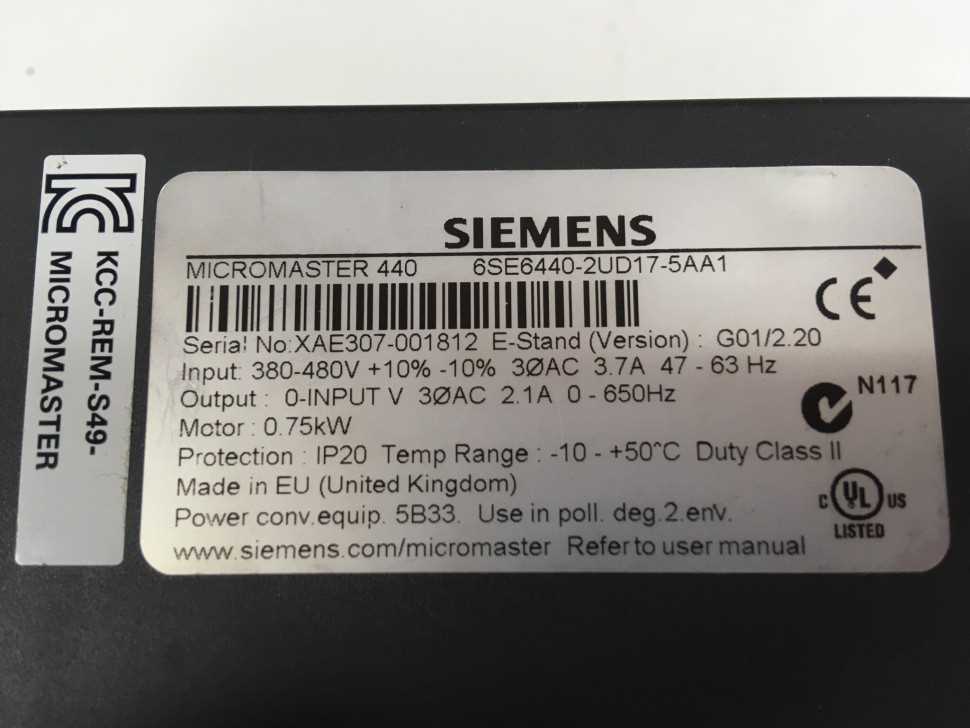 KCC-REM-S49-
MICROMASTER
SIEMENS
MICROMASTER 440 6SE6440-2UD17-5AA1
CE
Serial No:XAE307-001812 E-Stand (Version) : G01/2.20
Input: 380-480V +10% -10% 3ØAC 3.7A 47 - 63 Hz
N117
Output : 0-INPUT V 3ØAC 2.1A 0 - 650Hz
Motor : 0.75kW
Protection : IP20 Temp Range : -10 - +50°C Duty Class II
Made in EU (United Kingdom)
C UL US
LISTED
Power conv.equip. 5B33. Use in poll. deg.2.env.
www.siemens.com/micromaster Refer to user manual